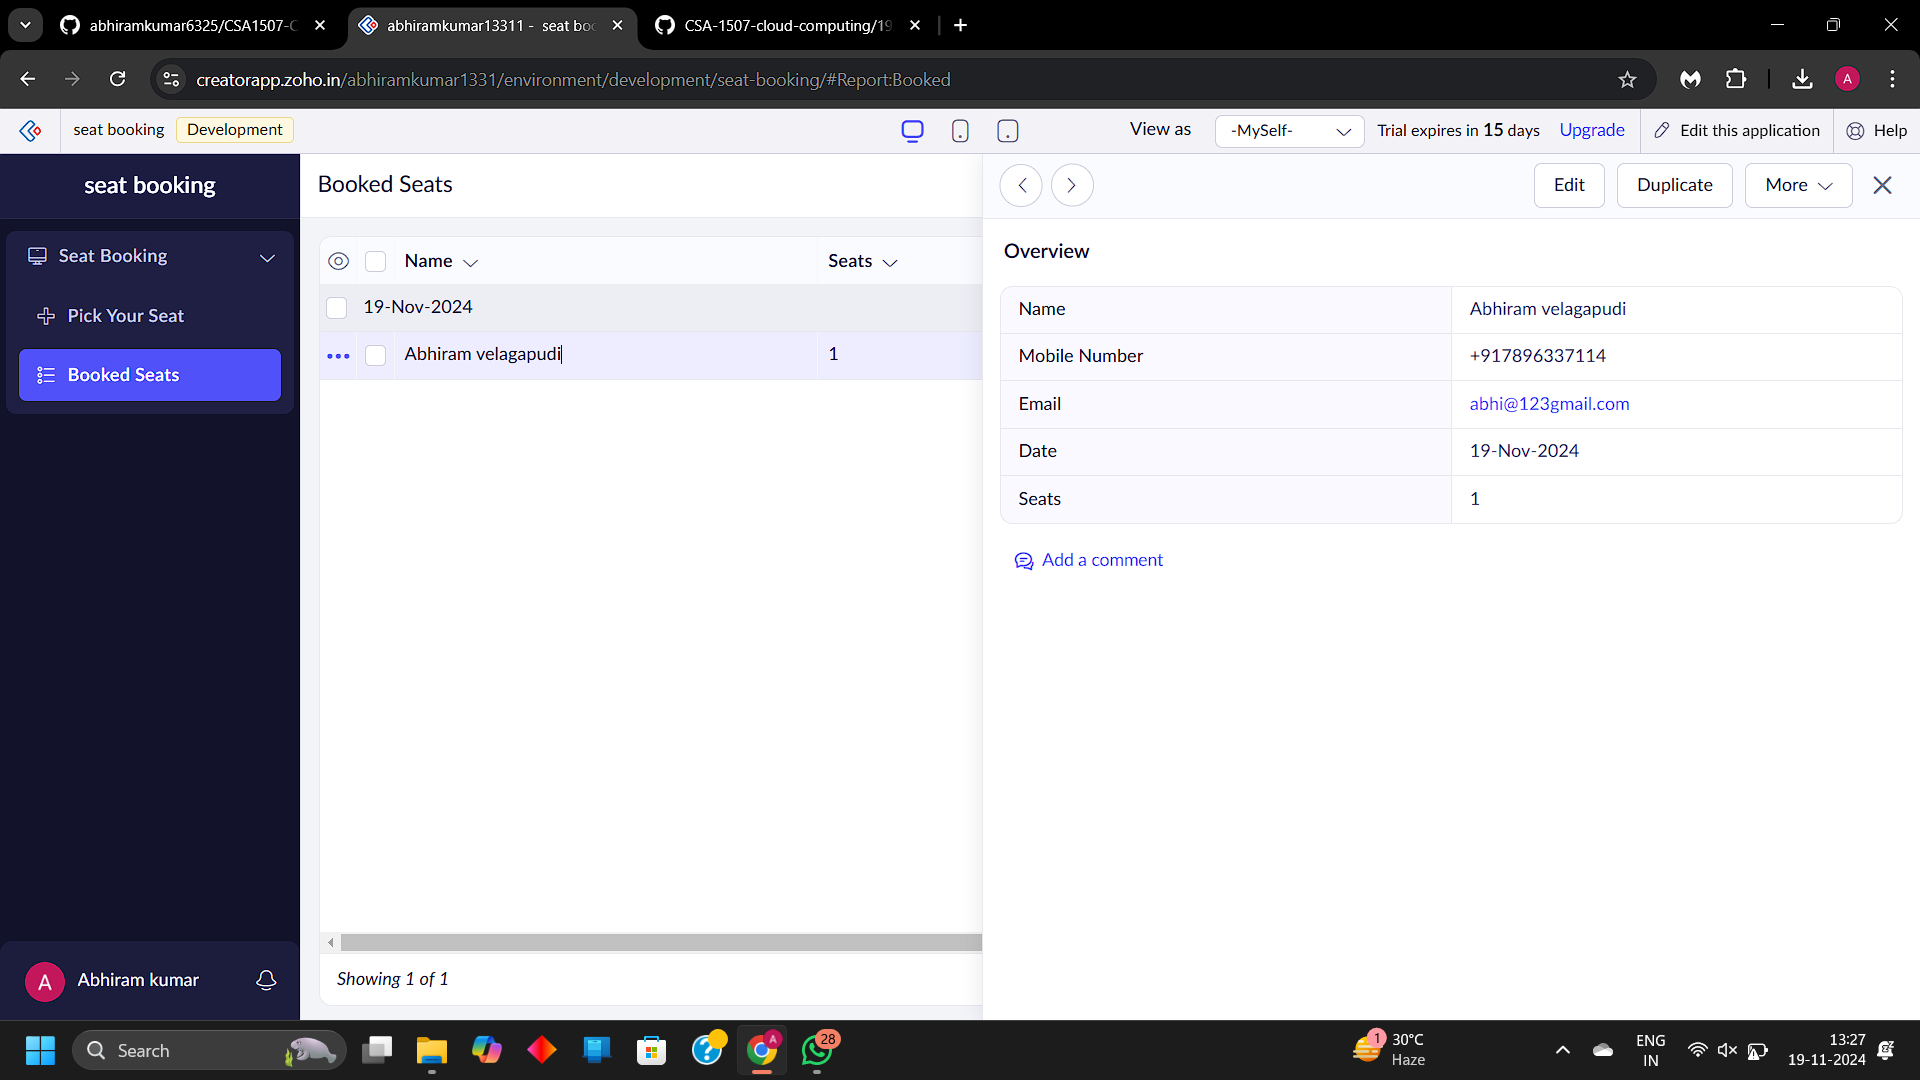 abhiramkumar6325/CSA1507-C
abhiramkumar13311 - seat boo
CSA-1507-cloud-computing/19
creatorapp.zoho.in/abhiramkumar1331/environment/development/seat-booking/#Report:Booked
A
seat booking
Development
View as
-MySelf-
Trial expires in 15 days
Upgrade
Edit this application
Help
seat booking
Seat Booking
Pick Your Seat
Booked Seats
Booked Seats
Name
Seats
19-Nov-2024
Abhiram velagapudi
1
Showing 1 of 1
Edit
Duplicate
More
Overview
Name
Abhiram velagapudi
Mobile Number
+917896337114
Email
abhi@123gmail.com
Date
19-Nov-2024
Seats
1
Add a comment
A
Abhiram kumar
Search
A
28
1
30°C
Haze
ENG
IN
13:27
19-11-2024